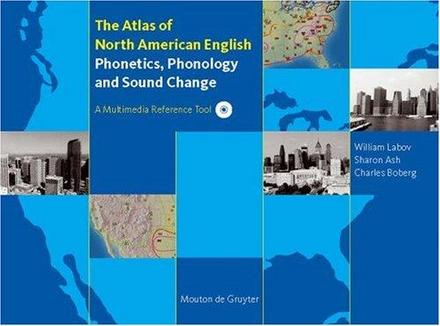 The Atlas of
North American English
Phonetics, Phonology
and Sound Change
A Multimedia Reference Tool
William Labov
Sharon Ash
Charles Boberg
Mouton de Gruyter